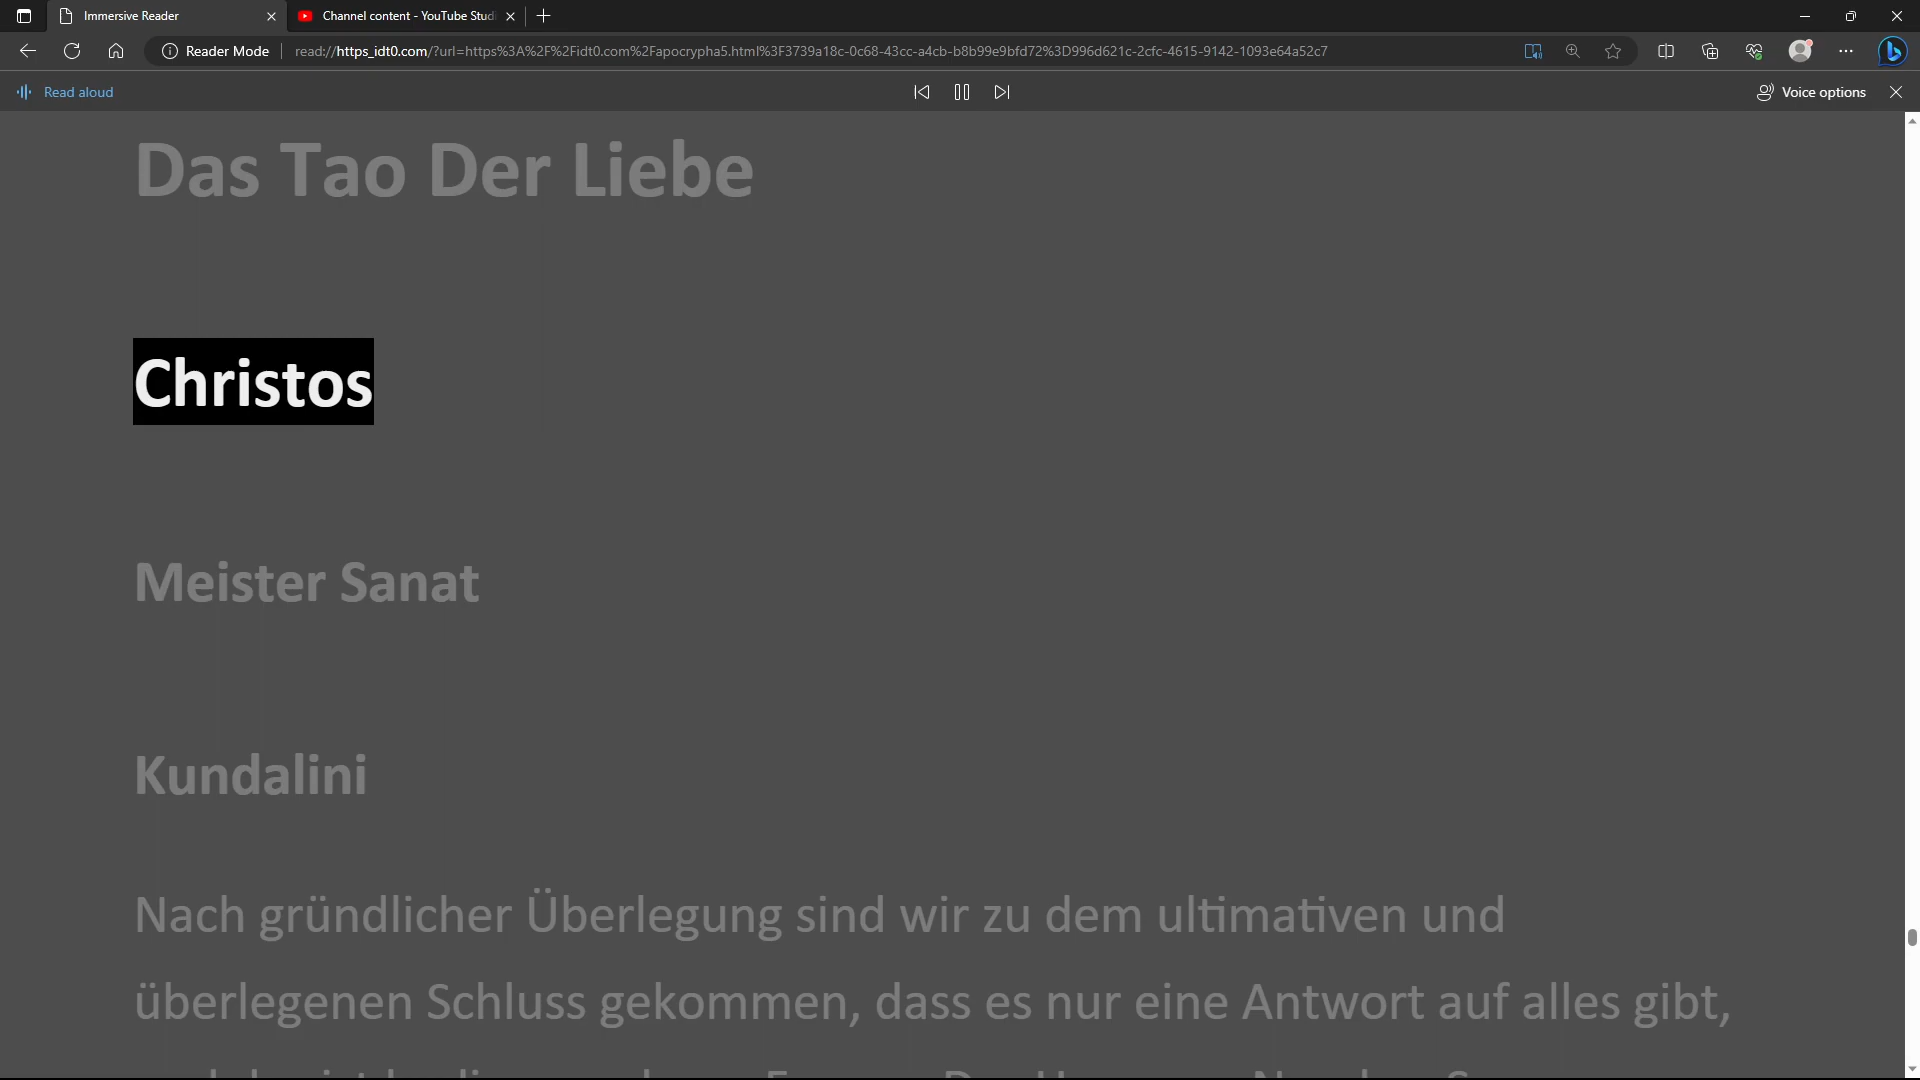 Immersive Reader
Channel content - YouTube Studi
Reader Mode
read://https_idt0.com/?url=https%3A%2F%2Fidt0.com%2Fapocrypha5.html%3F3739a18c-0c68-43cc-a4cb-b8b99e9bfd72%3D996d621c-2cfc-4615-9142-1093e64a52c7
Read aloud
Voice options
Das Tao Der Liebe
Christos
Meister Sanat
Kundalini
Nach gründlicher Überlegung sind wir zu dem ultimativen und
überlegenen Schluss gekommen, dass es nur eine Antwort auf alles gibt,